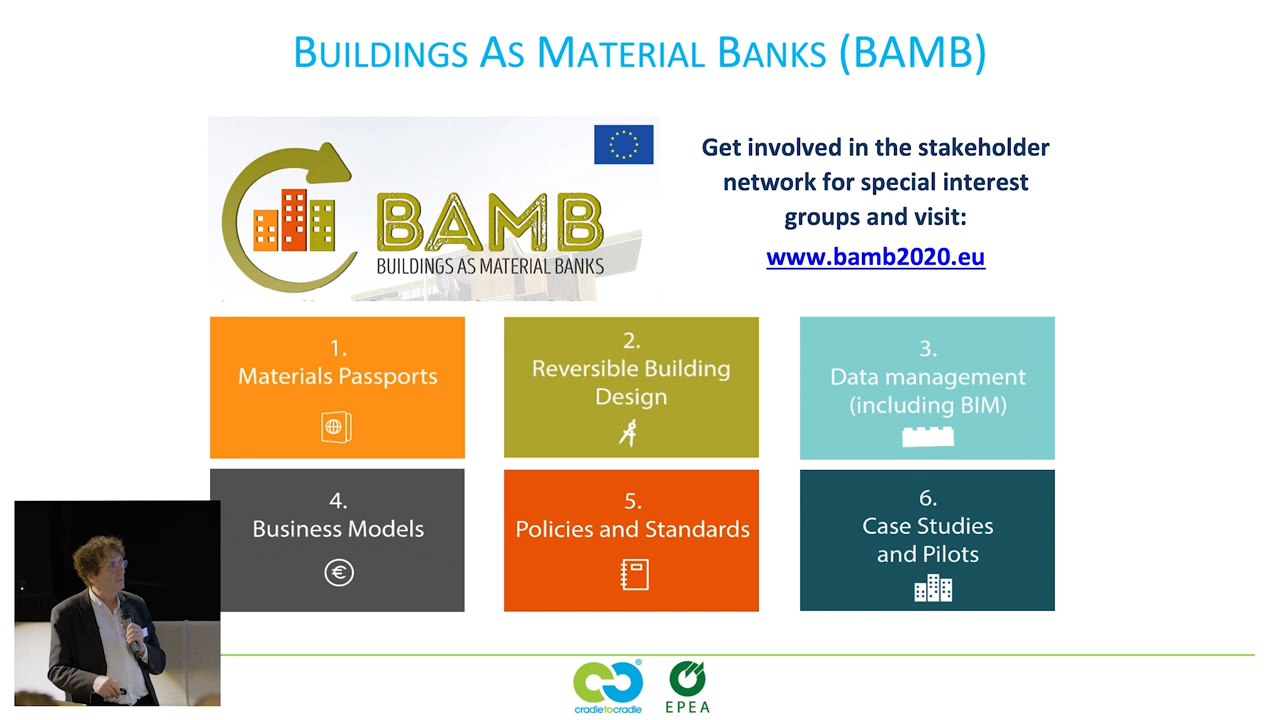 BUILDINGS AS MATERIAL BANKS (BAMB)
BAMB
BUILDINGS AS MATERIAL BANKS
Get involved in the stakeholder
network for special interest
groups and visit:
www.bamb2020.eu
1.
Materials Passports
2.
Reversible Building
Design
3.
Data management
(including BIM)
4.
Business Models
€
5.
Policies and Standards
6.
Case Studies
and Pilots
®
cradletocradle
EPEA